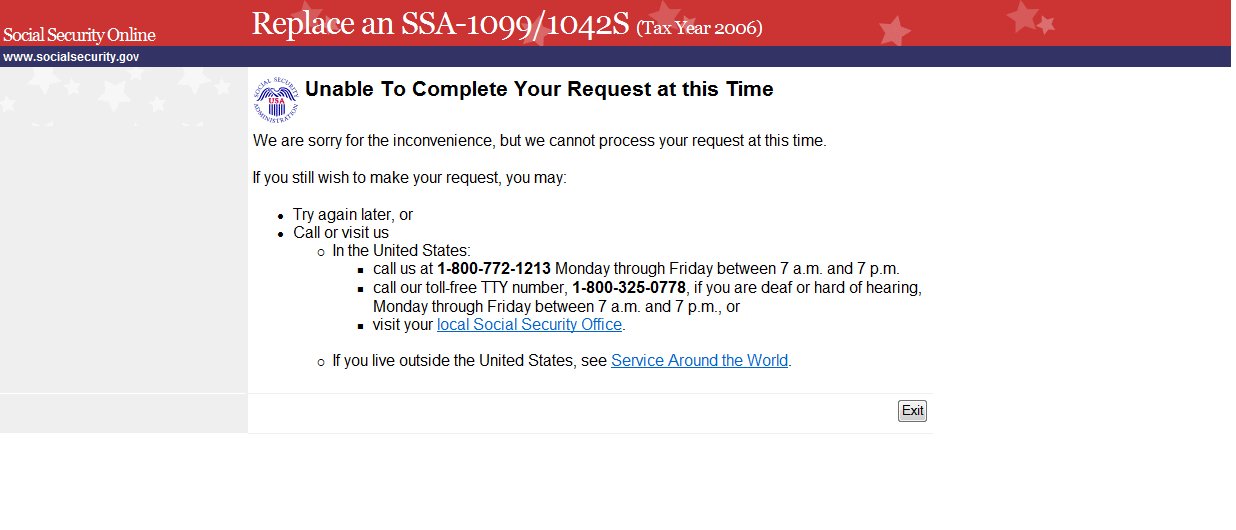 Social Security Online
Replace an SSA-1099/1042S (Tax Year 2006)
www.socialsecurity.gov
SOCIAL SECURITY ADMINISTRATION
USA
Unable To Complete Your Request at this Time
We are sorry for the inconvenience, but we cannot process your request at this time.
If you still wish to make your request, you may:
• Try again later, or
• Call or visit us
o In the United States:
▪ call us at 1-800-772-1213 Monday through Friday between 7 a.m. and 7 p.m.
▪ call our toll-free TTY number, 1-800-325-0778, if you are deaf or hard of hearing,
Monday through Friday between 7 a.m. and 7 p.m., or
▪ visit your local Social Security Office.
o If you live outside the United States, see Service Around the World.
Exit